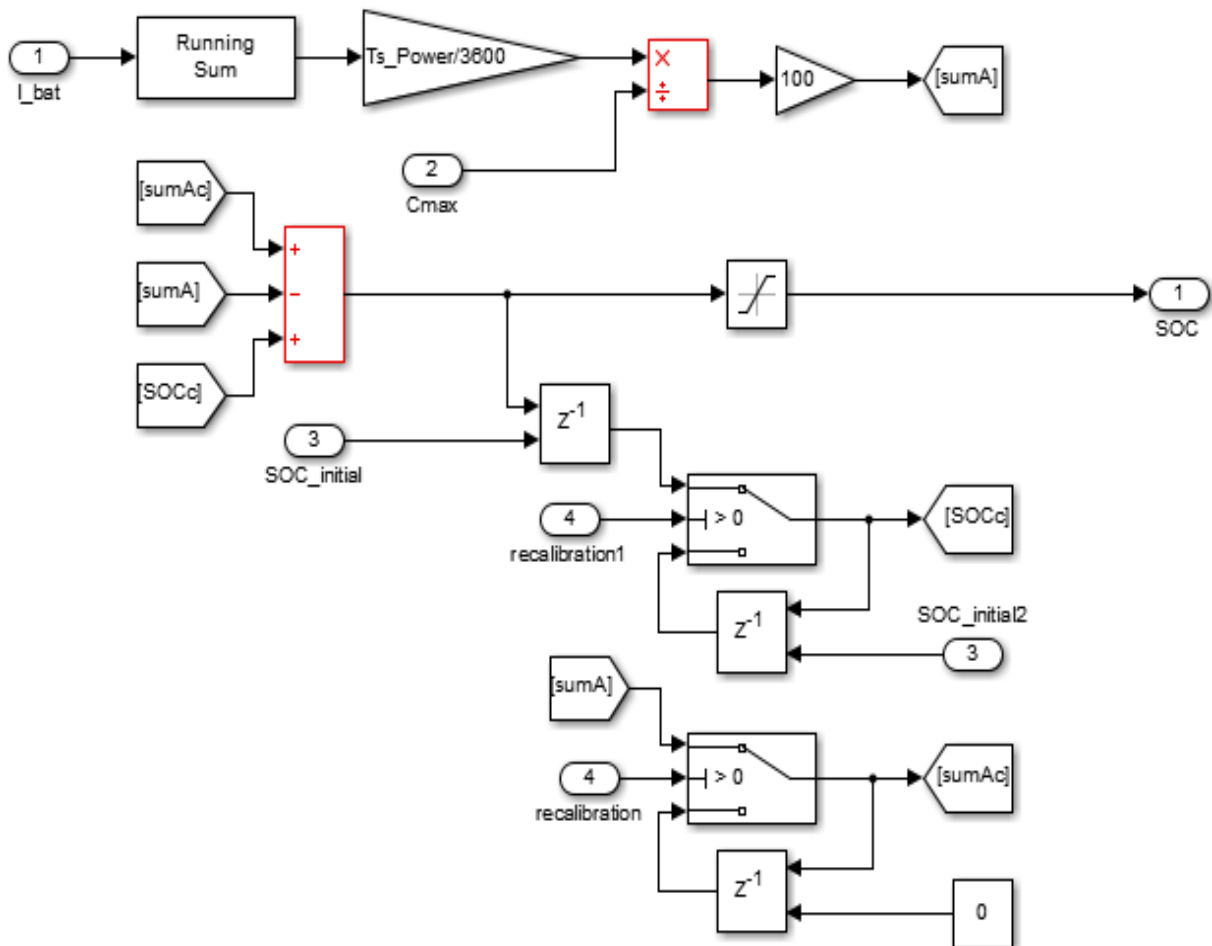 1
I_bat
Running
Sum
Ts_Power/3600
×
÷
100
[sumA]
2
Cmax
[sumAc]
[sumA]
[SOCc]
+
−
+
1
SOC
3
SOC_initial
Z-1
4
recalibration1
> 0
[SOCc]
Z-1
SOC_initial2
3
[sumA]
4
recalibration
> 0
[sumAc]
Z-1
0